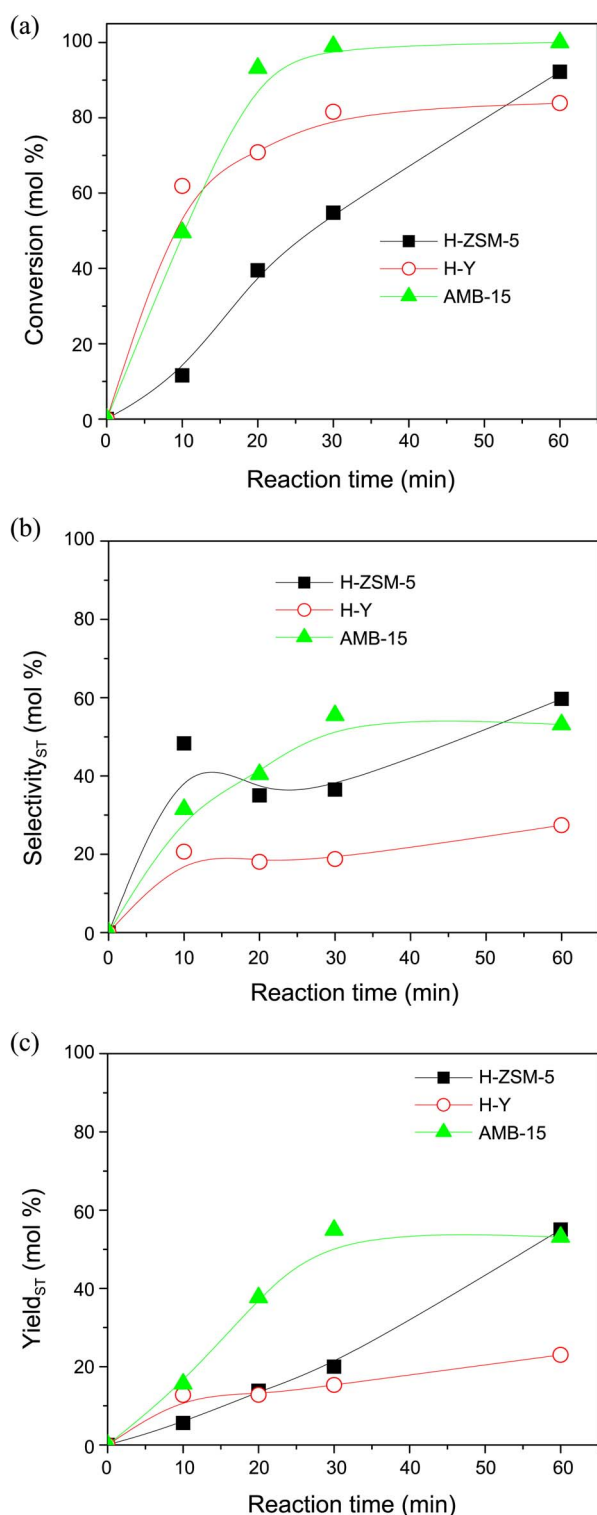 (a)
100
80
60
40
20
0
Conversion (mol %)
H-ZSM-5
H-Y
AMB-15
0 10 20 30 40 50 60
Reaction time (min)
(b)
100
80
60
40
20
0
Selectivity_ST (mol %)
H-ZSM-5
H-Y
AMB-15
0 10 20 30 40 50 60
Reaction time (min)
(c)
100
80
60
40
20
0
Yield_ST (mol %)
H-ZSM-5
H-Y
AMB-15
0 10 20 30 40 50 60
Reaction time (min)